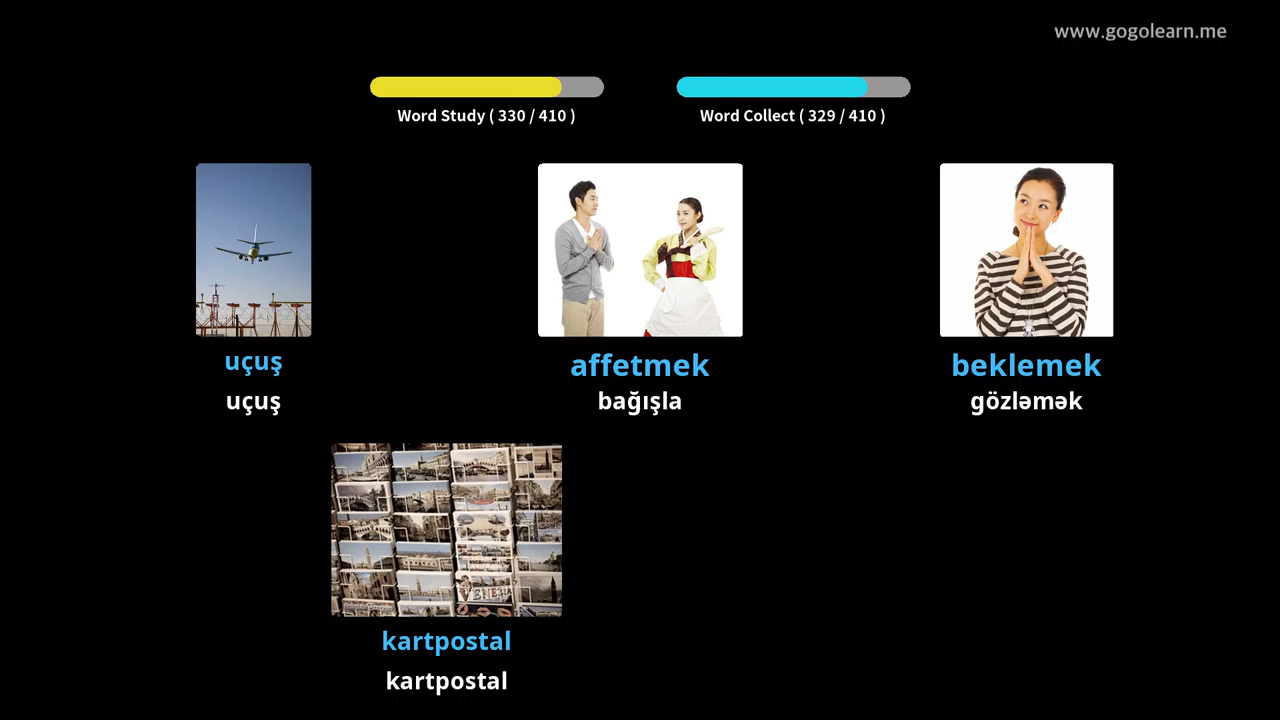 www.gogolearn.me
Word Study ( 330 / 410 )
Word Collect ( 329 / 410 )
uçuş
uçuş
affetmek
bağışla
beklemek
gözləmək
VENEZIA
kartpostal
kartpostal